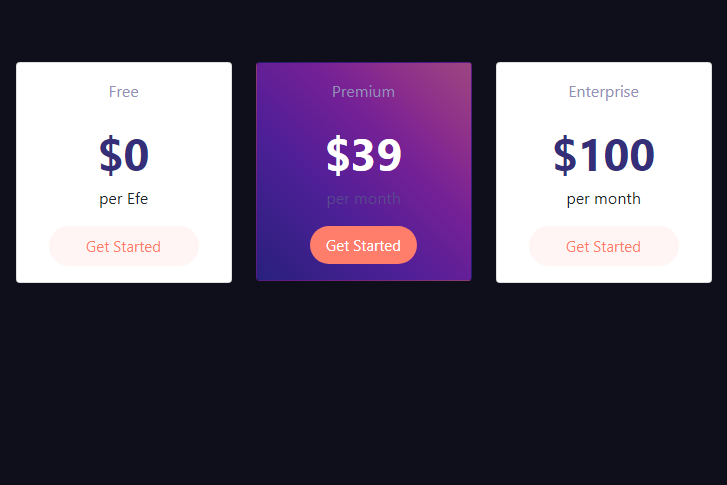 Free
$0
per Efe
Get Started
Premium
$39
per month
Get Started
Enterprise
$100
per month
Get Started